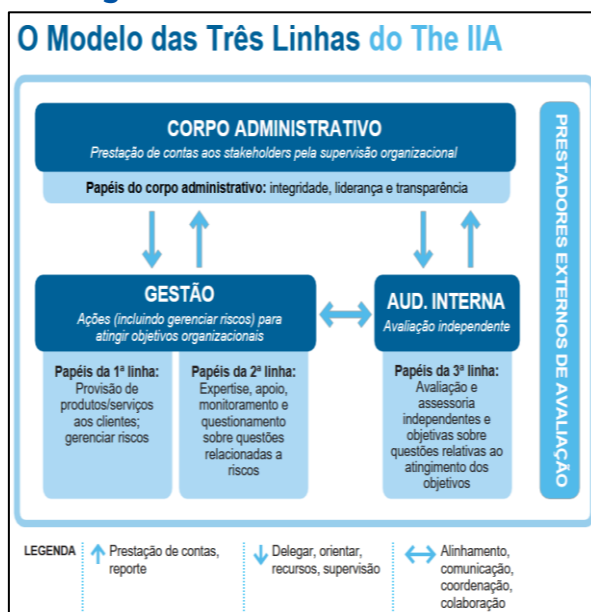 O Modelo das Três Linhas do The IIA
CORPO ADMINISTRATIVO
Prestação de contas aos stakeholders pela supervisão organizacional
Papéis do corpo administrativo: integridade, liderança e transparência
GESTÃO
Ações (incluindo gerenciar riscos) para
atingir objetivos organizacionais
Papéis da 1ª linha:
Provisão de
produtos/serviços
aos clientes;
gerenciar riscos
Papéis da 2ª linha:
Expertise, apoio,
monitoramento e
questionamento
sobre questões
relacionadas a
riscos
AUD. INTERNA
Avaliação independente
Papéis da 3ª linha:
Avaliação e
assessoria
independentes e
objetivas sobre
questões relativas ao
atingimento dos
objetivos
PRESTADORES EXTERNOS DE AVALIAÇÃO
LEGENDA
Prestação de contas,
reporte
Delegar, orientar,
recursos, supervisão
Alinhamento,
comunicação,
coordenação,
colaboração